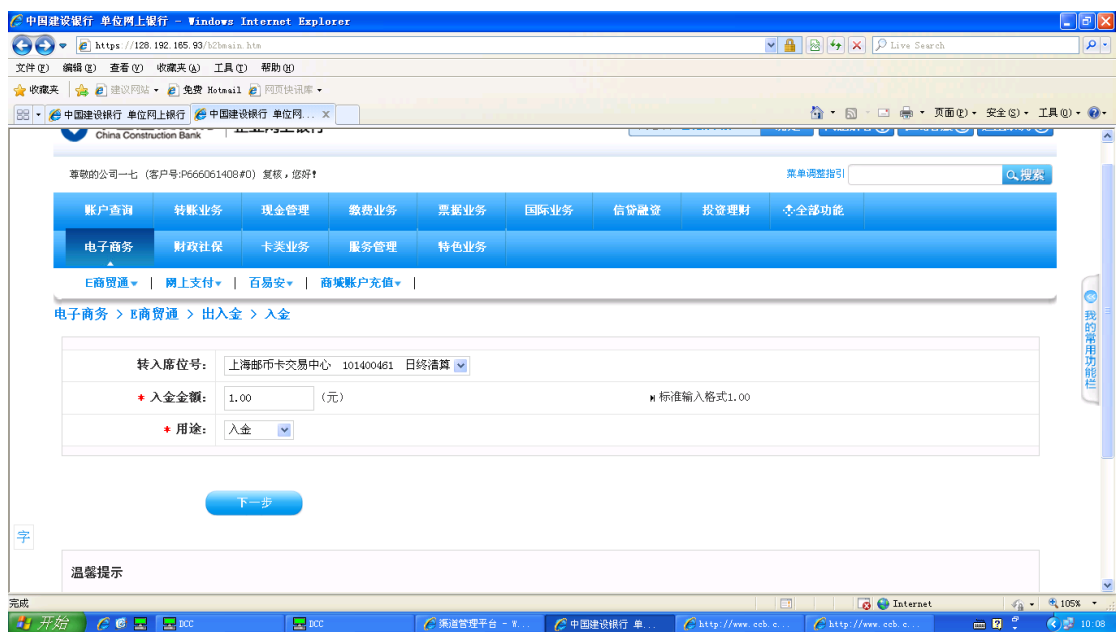 中国建设银行 单位网上银行 - Windows Internet Explorer
https://128.192.165.93/b2bmain.htm
Live Search
文件(F) 编辑(E) 查看(V) 收藏夹(A) 工具(T) 帮助(H)
收藏夹 建议网站 免费 Hotmail 网页快讯库
中国建设银行 单位网上银行 中国建设银行 单位网... X 页面(P) 安全(S) 工具(O)
China Construction Bank
尊敬的公司一七 (客户号:P666061408#0) 复核，您好! 菜单调整指引 搜索
账户查询 转账业务 现金管理 缴费业务 票据业务 国际业务 信贷融资 投资理财 全部功能
电子商务 财政社保 卡类业务 服务管理 特色业务
E商贸通 | 网上支付 | 百易安 | 商城账户充值 |
电子商务 > E商贸通 > 出入金 > 入金
我的常用功能栏
转入席位号: 上海邮币卡交易中心 101400461 日终清算
* 入金金额: 1.00 (元) 标准输入格式1.00
* 用途: 入金
下一步
字
温馨提示
完成 Internet 105%
开始 DCC DCC 渠道管理平台 - W... 中国建设银行 单... http://www.ccb.c... http://www.ccb.c... 10:08